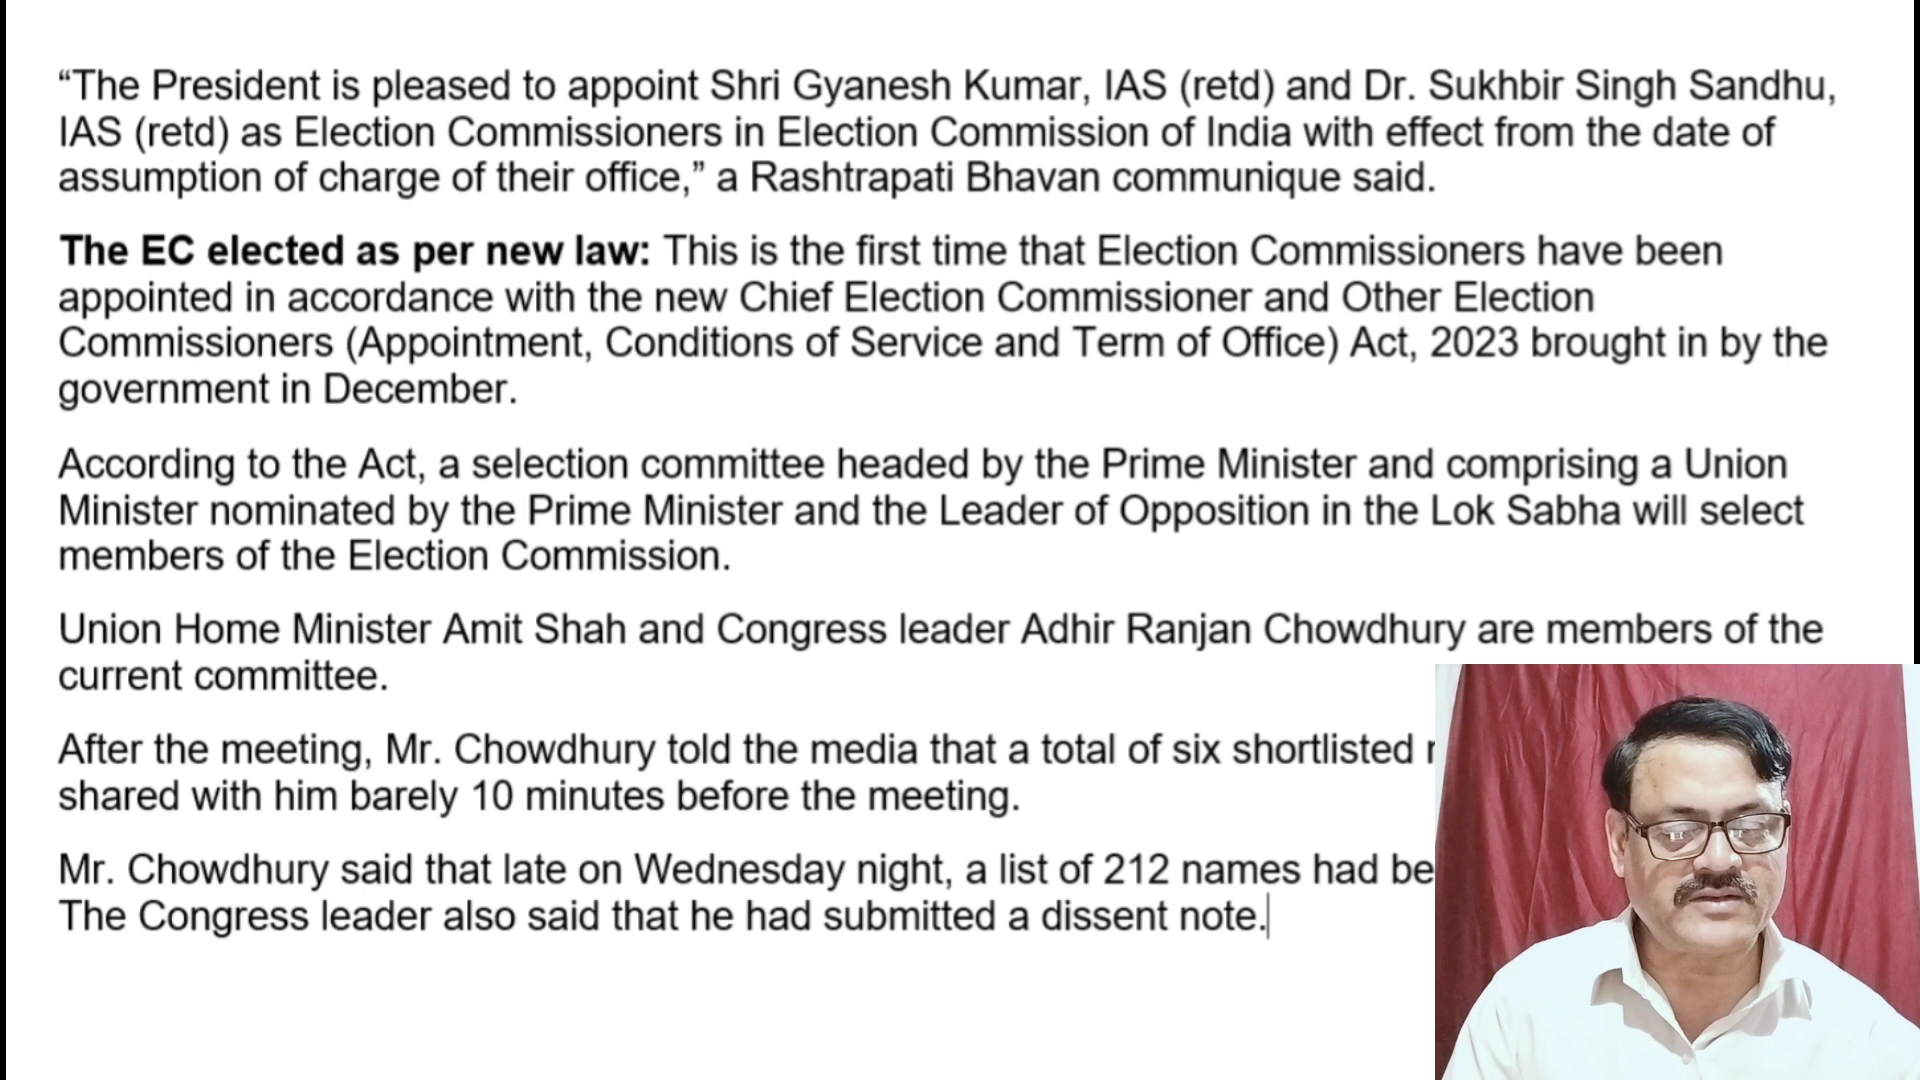 “The President is pleased to appoint Shri Gyanesh Kumar, IAS (retd) and Dr. Sukhbir Singh Sandhu,
IAS (retd) as Election Commissioners in Election Commission of India with effect from the date of
assumption of charge of their office,” a Rashtrapati Bhavan communique said.
The EC elected as per new law: This is the first time that Election Commissioners have been
appointed in accordance with the new Chief Election Commissioner and Other Election
Commissioners (Appointment, Conditions of Service and Term of Office) Act, 2023 brought in by the
government in December.
According to the Act, a selection committee headed by the Prime Minister and comprising a Union
Minister nominated by the Prime Minister and the Leader of Opposition in the Lok Sabha will select
members of the Election Commission.
Union Home Minister Amit Shah and Congress leader Adhir Ranjan Chowdhury are members of the
current committee.
After the meeting, Mr. Chowdhury told the media that a total of six shortlisted
shared with him barely 10 minutes before the meeting.
Mr. Chowdhury said that late on Wednesday night, a list of 212 names had
The Congress leader also said that he had submitted a dissent note.